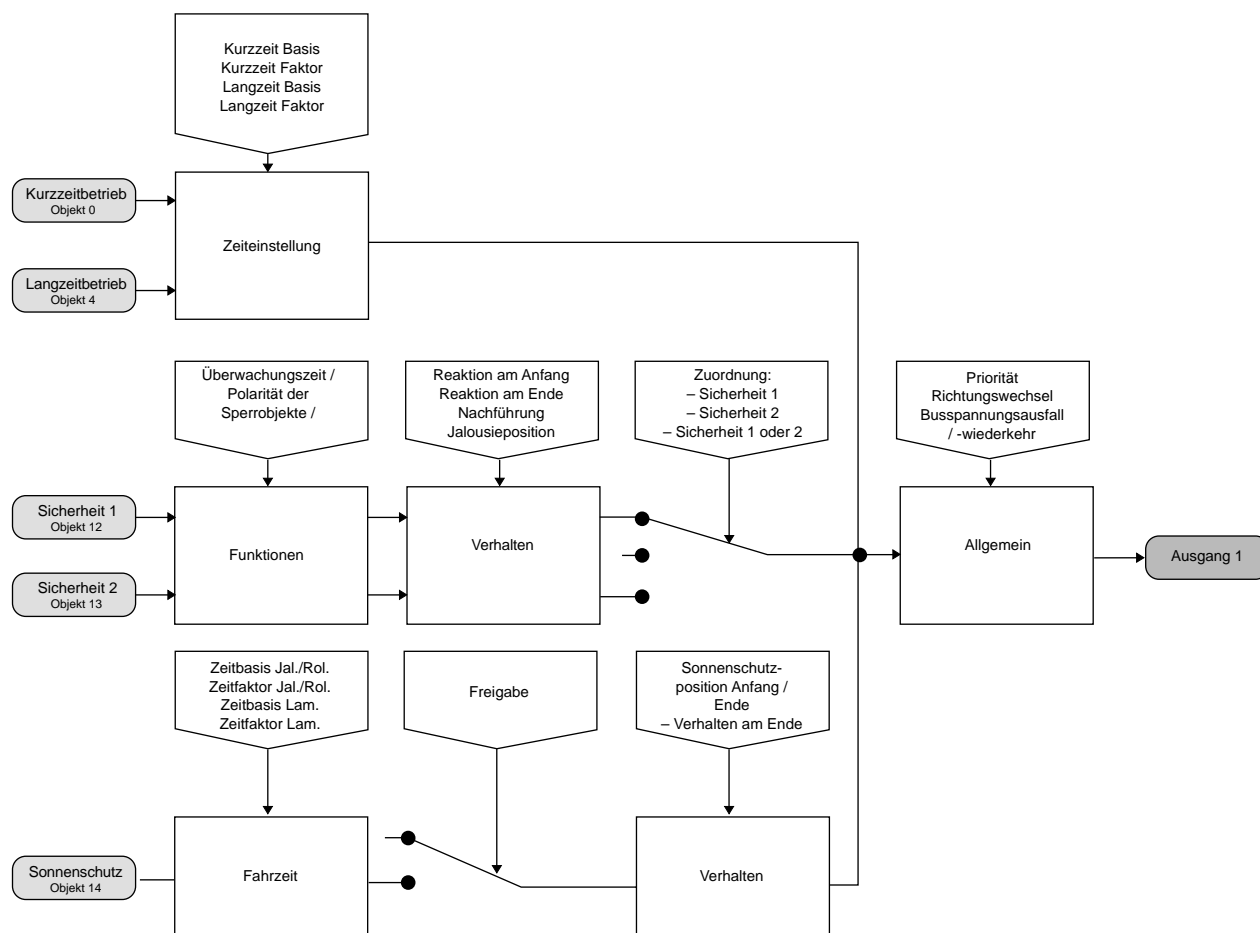 Kurzzeit Basis
Kurzzeit Faktor
Langzeit Basis
Langzeit Faktor
Kurzzeitbetrieb
Objekt 0
Zeiteinstellung
Langzeitbetrieb
Objekt 4
Überwachungszeit /
Polarität der
Sperrobjekte /
Reaktion am Anfang
Reaktion am Ende
Nachführung
Jalousieposition
Zuordnung:
– Sicherheit 1
– Sicherheit 2
– Sicherheit 1 oder 2
Priorität
Richtungswechsel
Busspannungsausfall
/ -wiederkehr
Sicherheit 1
Objekt 12
Funktionen
Verhalten
Allgemein
Ausgang 1
Sicherheit 2
Objekt 13
Zeitbasis Jal./Rol.
Zeitfaktor Jal./Rol.
Zeitbasis Lam.
Zeitfaktor Lam.
Freigabe
Sonnenschutz-
position Anfang /
Ende
– Verhalten am Ende
Sonnenschutz
Objekt 14
Fahrzeit
Verhalten